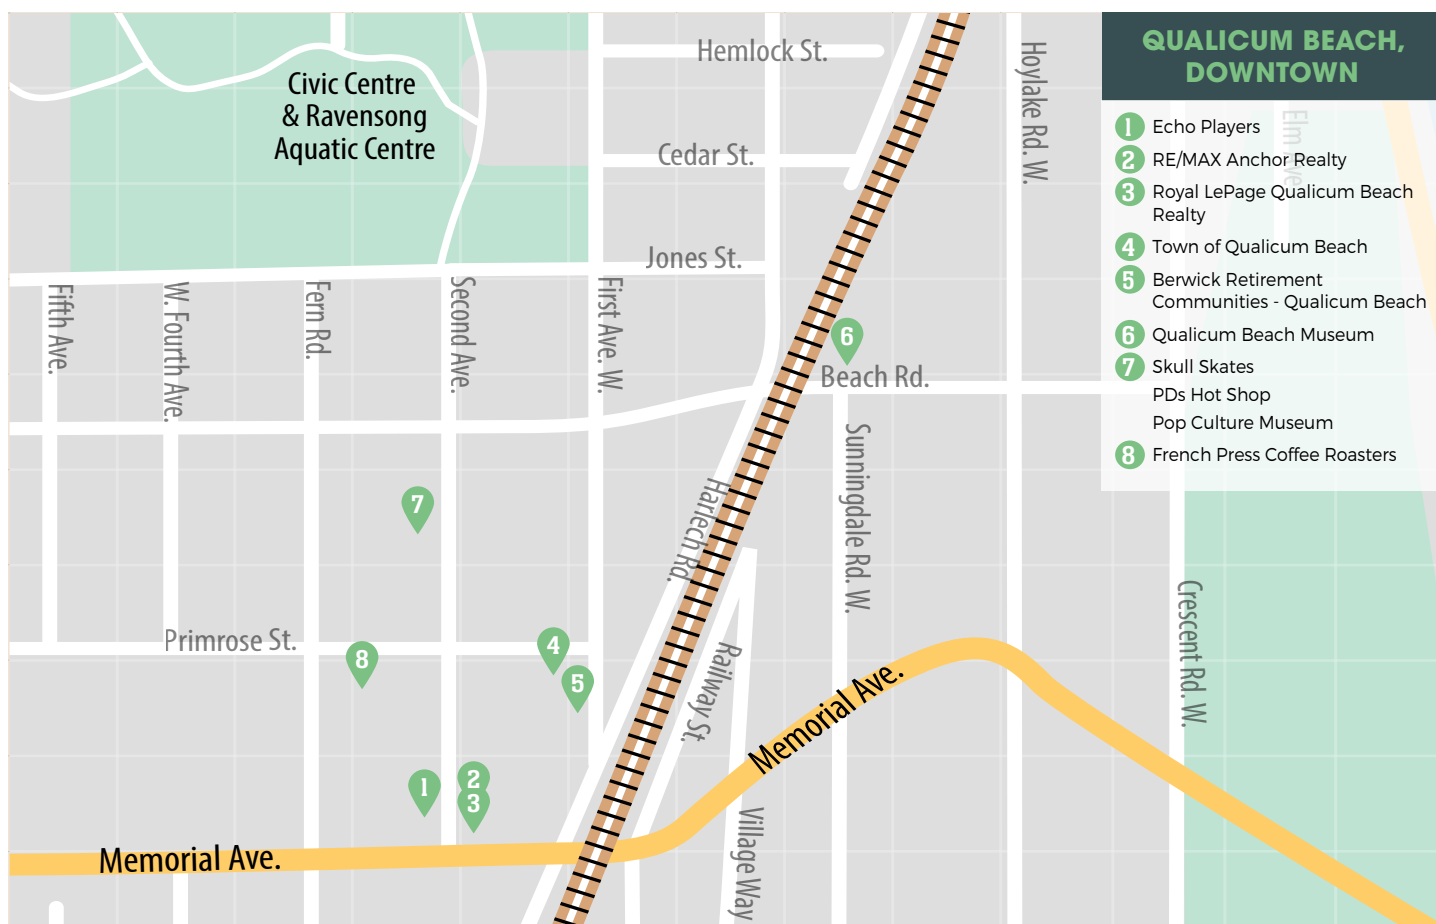 Hemlock St.
Civic Centre
& Ravensong
Aquatic Centre
Cedar St.
Hoylake Rd. W.
Jones St.
Fifth Ave.
W. Fourth Ave.
Fern Rd.
Second Ave.
First Ave. W.
6
Beach Rd.
7
Harlech Rd.
Sunningdale Rd. W.
Primrose St.
8
4
5
Railway St.
Crescent Rd. W.
Memorial Ave.
1
2
3
Village Way
Memorial Ave.
QUALICUM BEACH,
DOWNTOWN
Elm Ave.
1 Echo Players
2 RE/MAX Anchor Realty
3 Royal LePage Qualicum Beach
Realty
4 Town of Qualicum Beach
5 Berwick Retirement
Communities - Qualicum Beach
6 Qualicum Beach Museum
7 Skull Skates
PDs Hot Shop
Pop Culture Museum
8 French Press Coffee Roasters